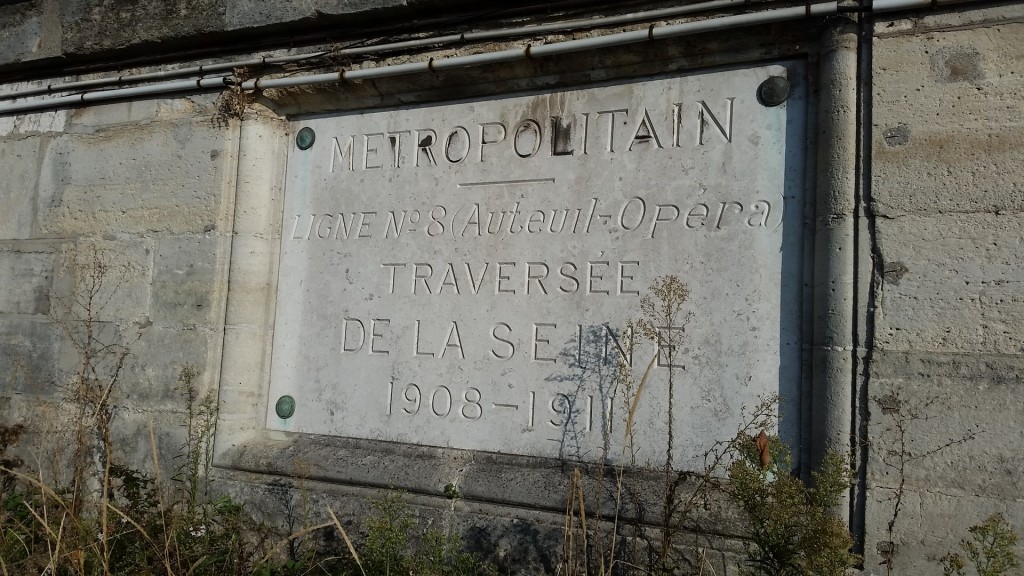 METROPOLITAIN
LIGNE Nº 8 (Auteuil-Opéra)
TRAVERSÉE
DE LA SEINE
1908-1911